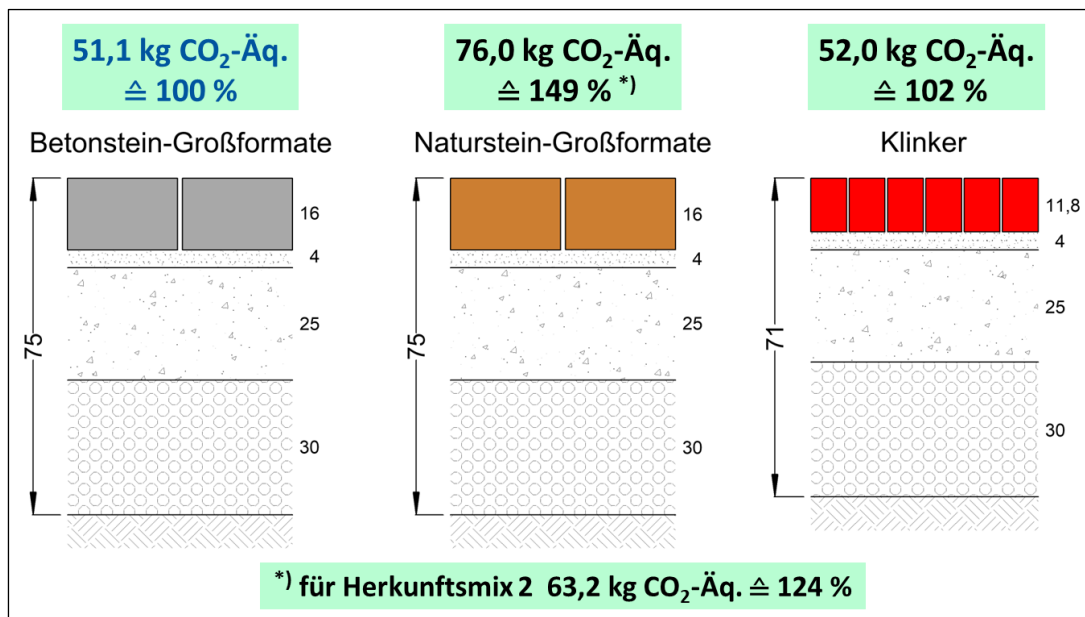 51,1 kg CO₂-Äq.
≙ 100 %
76,0 kg CO₂-Äq.
≙ 149 % *)
52,0 kg CO₂-Äq.
≙ 102 %
Betonstein-Großformate
Naturstein-Großformate
Klinker
75
16
4
25
30
75
16
4
25
30
71
11,8
4
25
30
*) für Herkunftsmix 2 63,2 kg CO₂-Äq. ≙ 124 %